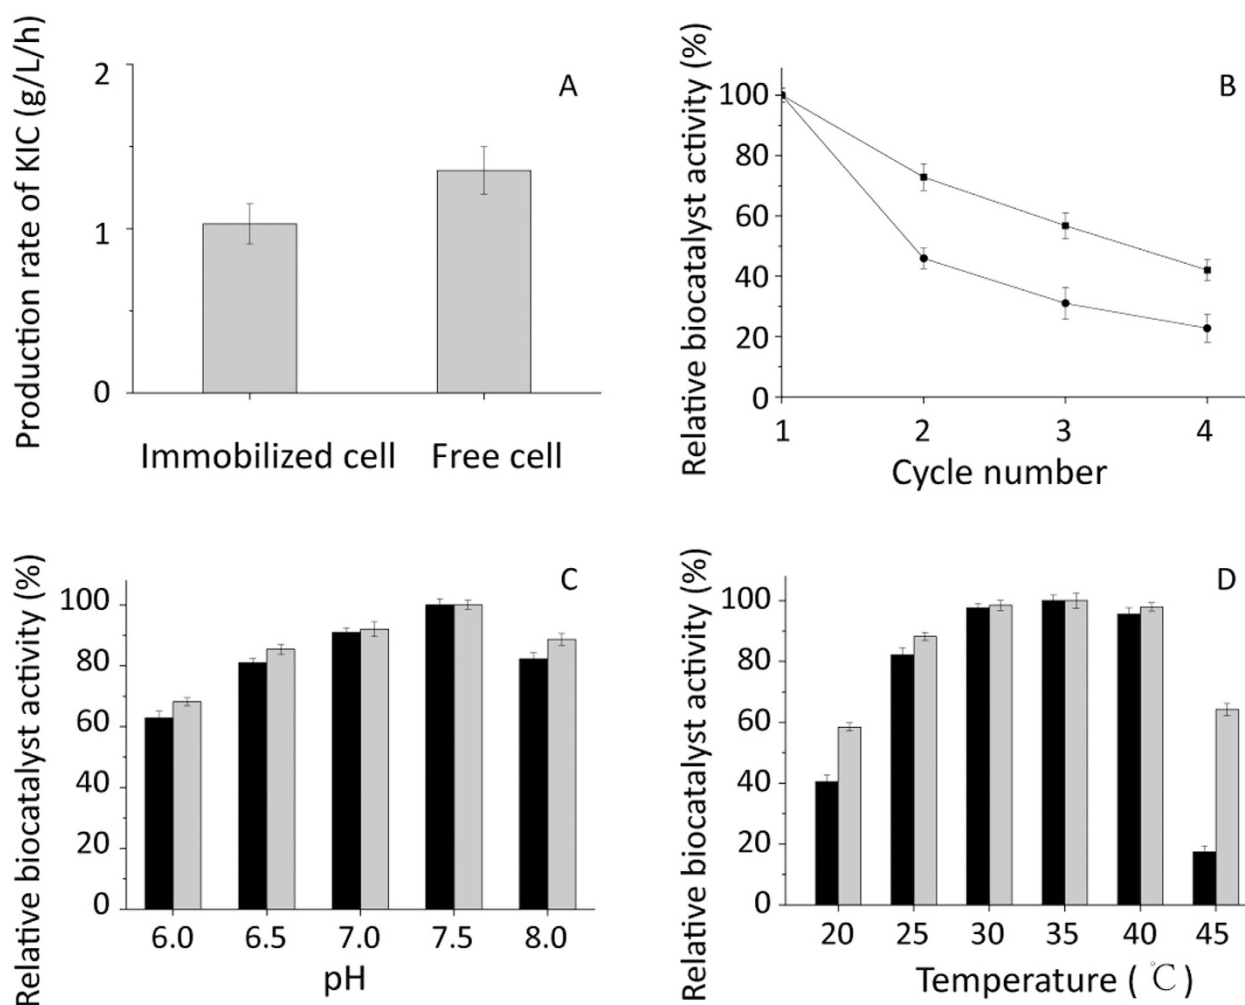 Production rate of KIC (g/L/h)
2
1
0
A
Immobilized cell
Free cell
Relative biocatalyst activity (%)
100
80
60
40
20
0
B
1
2
3
4
Cycle number
Relative biocatalyst activity (%)
100
80
60
40
20
0
C
6.0
6.5
7.0
7.5
8.0
pH
Relative biocatalyst activity (%)
100
80
60
40
20
0
D
20
25
30
35
40
45
Temperature ( ℃)